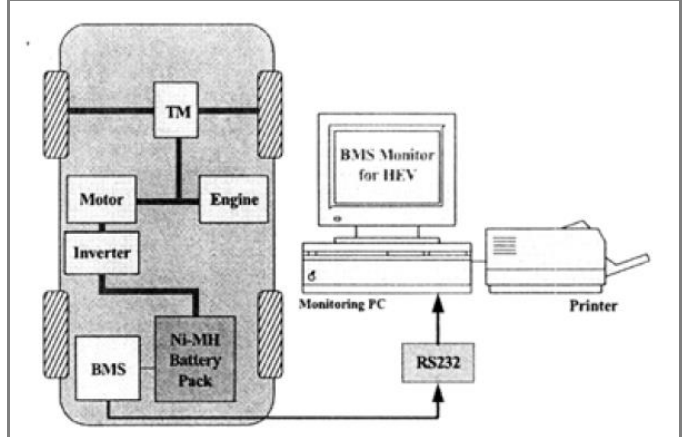 TM
BMS Monitor
for HEV
Motor
Engine
Inverter
Monitoring PC
Printer
Ni-MH
Battery
Pack
BMS
RS232